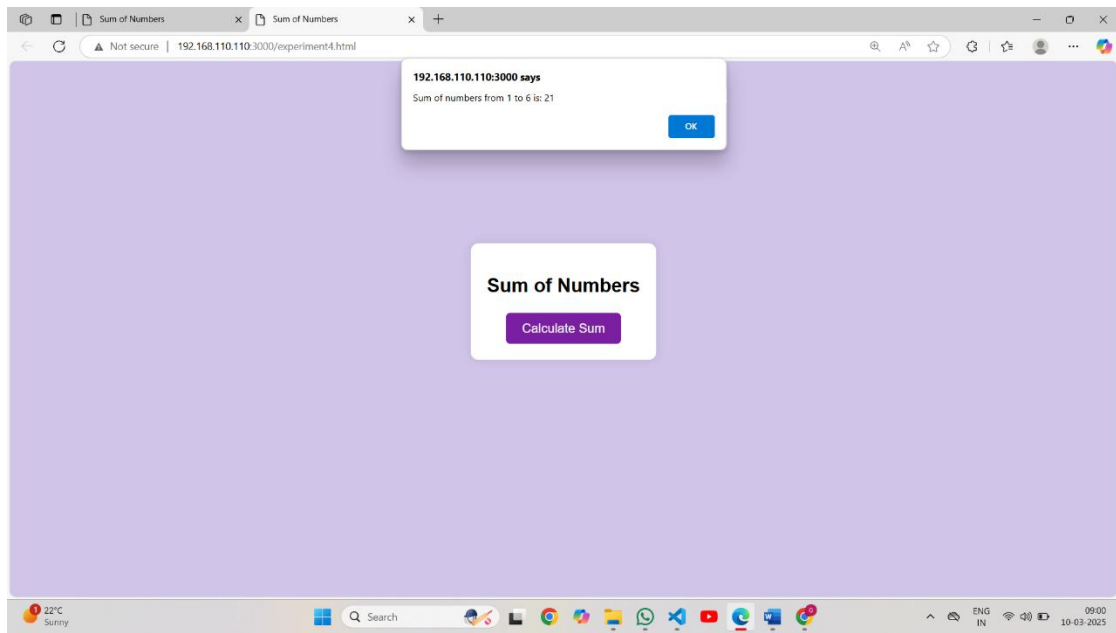 Sum of Numbers
Sum of Numbers
Not secure | 192.168.110.110:3000/experiment4.html
192.168.110.110:3000 says
Sum of numbers from 1 to 6 is: 21
OK
Sum of Numbers
Calculate Sum
1
22°C
Sunny
Search
ENG
IN
09:00
10-03-2025